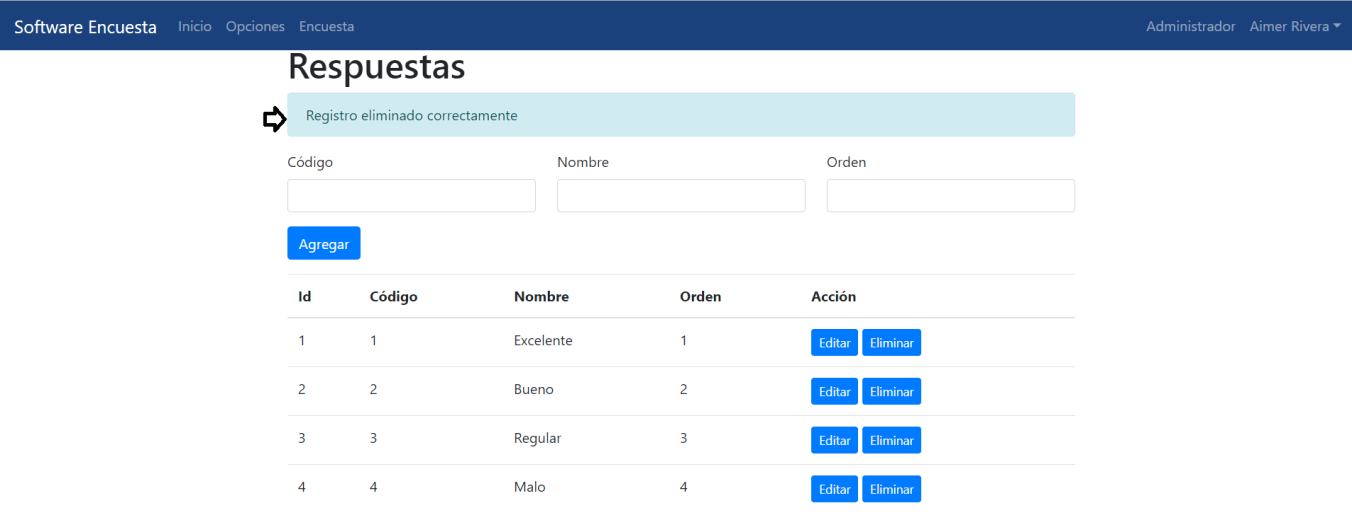 Software Encuesta Inicio Opciones Encuesta Administrador Aimer Rivera
Respuestas
Registro eliminado correctamente
Código Nombre Orden
Agregar
Id Código Nombre Orden Acción
1 1 Excelente 1 Editar Eliminar
2 2 Bueno 2 Editar Eliminar
3 3 Regular 3 Editar Eliminar
4 4 Malo 4 Editar Eliminar